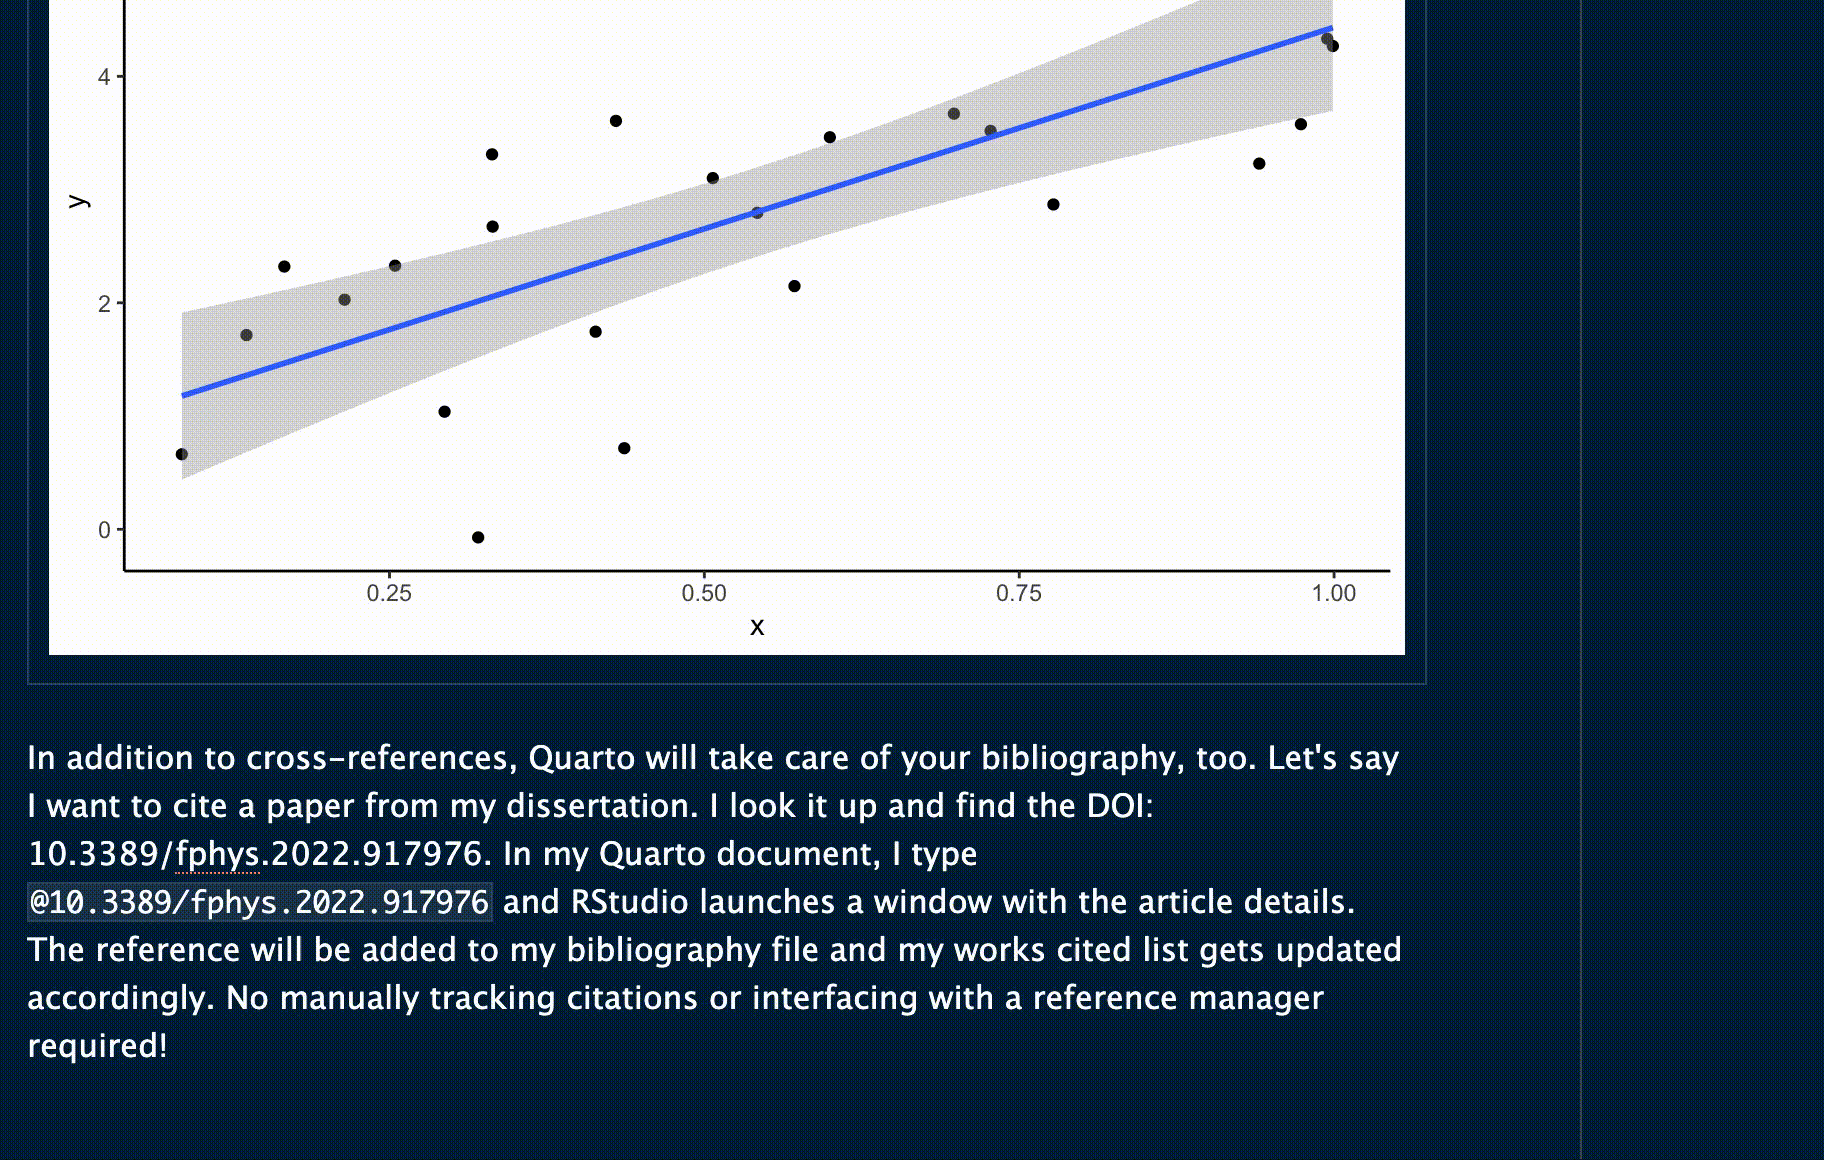 4
y
2
0
0.25 0.50 0.75 1.00
x
In addition to cross-references, Quarto will take care of your bibliography, too. Let's say
I want to cite a paper from my dissertation. I look it up and find the DOI:
10.3389/fphys.2022.917976. In my Quarto document, I type
@10.3389/fphys.2022.917976 and RStudio launches a window with the article details.
The reference will be added to my bibliography file and my works cited list gets updated
accordingly. No manually tracking citations or interfacing with a reference manager
required!